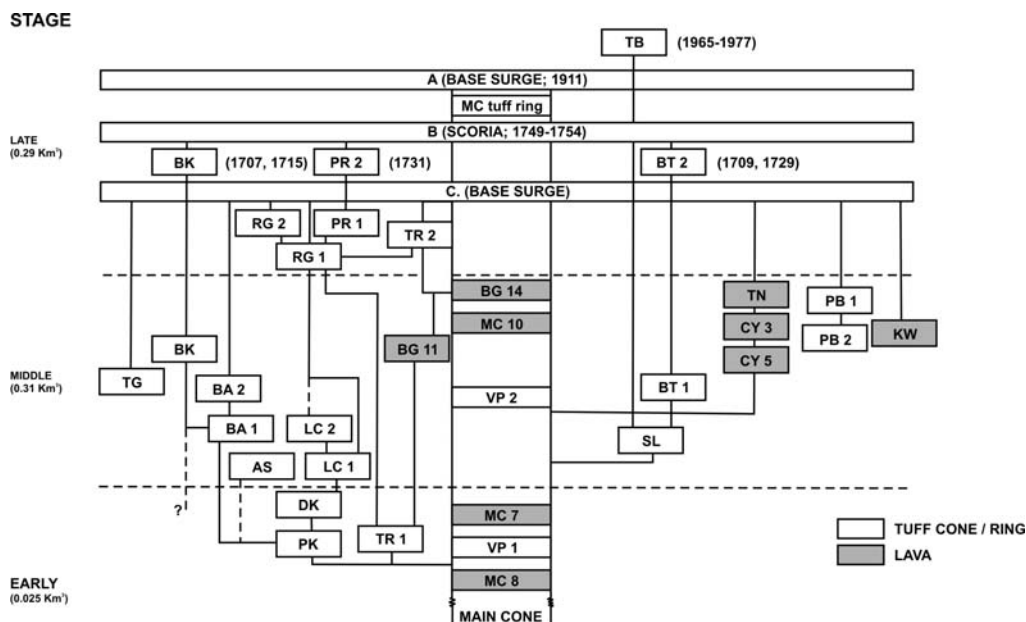 STAGE
TB (1965-1977)
A (BASE SURGE; 1911)
MC tuff ring
B (SCORIA; 1749-1754)
LATE
(0.29 Km³)
BK (1707, 1715) PR 2 (1731) BT 2 (1709, 1729)
C. (BASE SURGE)
RG 2 PR 1 TR 2
RG 1
BG 14 TN PB 1
MC 10 CY 3 PB 2 KW
BK BG 11 CY 5
MIDDLE
(0.31 Km³)
TG BA 2 VP 2 BT 1
BA 1 LC 2 SL
AS LC 1
? DK MC 7
TUFF CONE / RING
PK TR 1 VP 1
LAVA
EARLY
(0.025 Km³)
MC 8
MAIN CONE